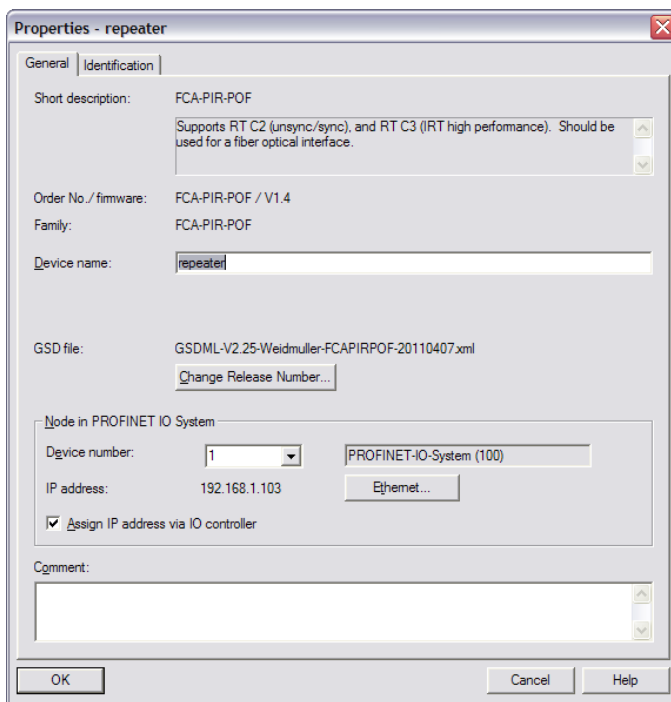 Properties - repeater
General
Identification
Short description:
FCA-PIR-POF
Supports RT C2 (unsync/sync), and RT C3 (IRT high performance). Should be
used for a fiber optical interface.
Order No./ firmware:
FCA-PIR-POF / V1.4
Family:
FCA-PIR-POF
Device name:
repeater
GSD file:
GSDML-V2.25-Weidmuller-FCAPIRPOF-20110407.xml
Change Release Number...
Node in PROFINET IO System
Device number:
1
PROFINET-IO-System (100)
IP address:
192.168.1.103
Ethernet...
Assign IP address via IO controller
Comment:
OK
Cancel
Help